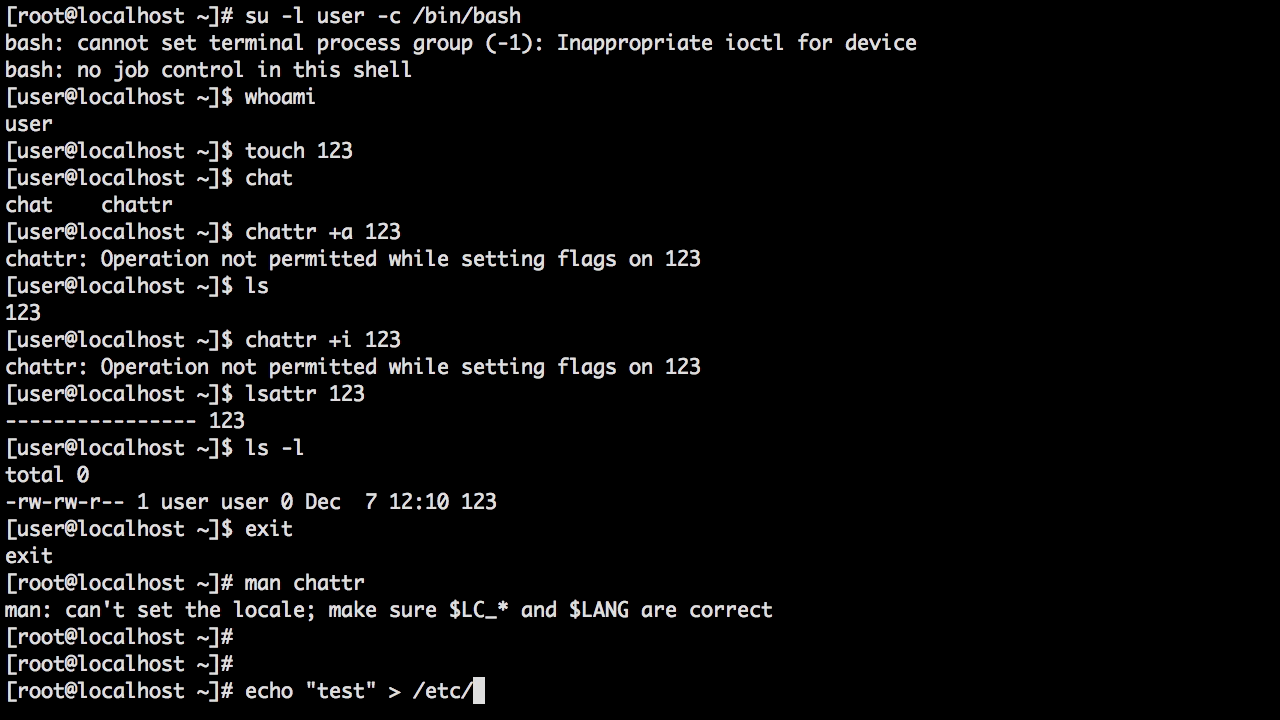 [root@localhost ~]# su -l user -c /bin/bash
bash: cannot set terminal process group (-1): Inappropriate ioctl for device
bash: no job control in this shell
[user@localhost ~]$ whoami
user
[user@localhost ~]$ touch 123
[user@localhost ~]$ chat
chat    chattr
[user@localhost ~]$ chattr +a 123
chattr: Operation not permitted while setting flags on 123
[user@localhost ~]$ ls
123
[user@localhost ~]$ chattr +i 123
chattr: Operation not permitted while setting flags on 123
[user@localhost ~]$ lsattr 123
---------------- 123
[user@localhost ~]$ ls -l
total 0
-rw-rw-r-- 1 user user 0 Dec  7 12:10 123
[user@localhost ~]$ exit
exit
[root@localhost ~]# man chattr
man: can't set the locale; make sure $LC_* and $LANG are correct
[root@localhost ~]#
[root@localhost ~]#
[root@localhost ~]# echo "test" > /etc/